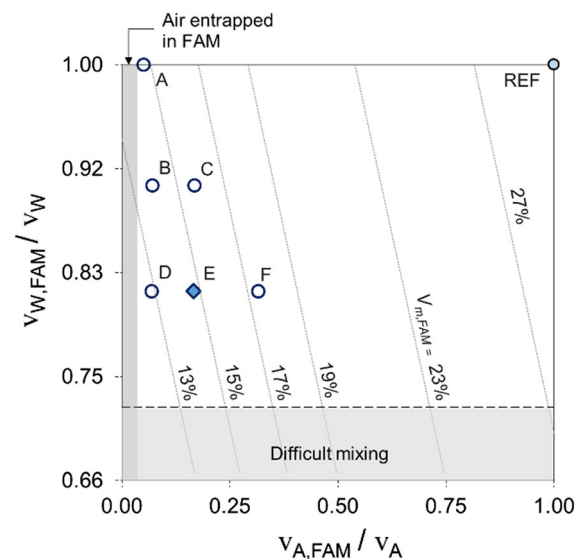 Air entrapped
in FAM
1.00
A
REF
0.92
B
C
27%
0.83
D
E
F
V_m,FAM = 23%
0.75
13%
15%
17%
19%
Difficult mixing
0.66
0.00
0.25
0.50
0.75
1.00
v_A,FAM / v_A
v_W,FAM / v_W